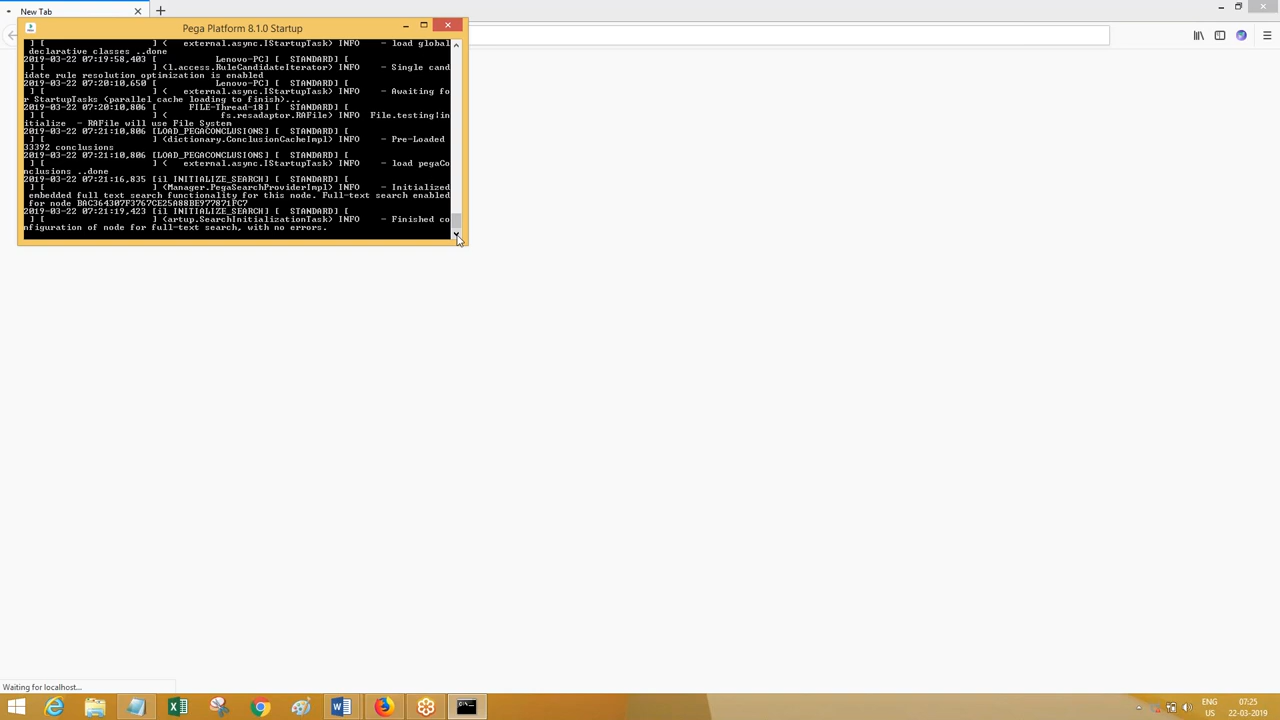 New Tab
Pega Platform 8.1.0 Startup
] [                    ] (   external.async.IStartupTask) INFO    - load global
 declarative classes ..done
2019-03-22 07:19:58,403 [          Lenovo-PC] [  STANDARD] [
 ] [                    ] (l.access.RuleCandidateIterator) INFO    - Single cand
idate rule resolution optimization is enabled
2019-03-22 07:20:10,650 [          Lenovo-PC] [  STANDARD] [
 ] [                    ] (   external.async.IStartupTask) INFO    - Awaiting fo
r StartupTasks (parallel cache loading to finish)...
2019-03-22 07:20:10,806 [     FILE-Thread-18] [  STANDARD] [
 ] [                    ] (          fs.resadaptor.RAFile) INFO  File.testing|in
itialize  - RAFile will use File System
2019-03-22 07:21:10,806 [LOAD_PEGACONCLUSIONS] [  STANDARD] [
 ] [                    ] (dictionary.ConclusionCacheImpl) INFO    - Pre-Loaded
33392 conclusions
2019-03-22 07:21:10,806 [LOAD_PEGACONCLUSIONS] [  STANDARD] [
 ] [                    ] (   external.async.IStartupTask) INFO    - load pegaCo
nclusions ..done
2019-03-22 07:21:16,835 [il INITIALIZE_SEARCH] [  STANDARD] [
 ] [                    ] (Manager.PegaSearchProviderImpl) INFO    - Initialized
 embedded full text search functionality for this node. Full-text search enabled
 for node BAC364307F3767CE25A88BE977871FC7
2019-03-22 07:21:19,423 [il INITIALIZE_SEARCH] [  STANDARD] [
 ] [                    ] (artup.SearchInitializationTask) INFO    - Finished co
nfiguration of node for full-text search, with no errors.
Waiting for localhost...
ENG
US
07:25
22-03-2019